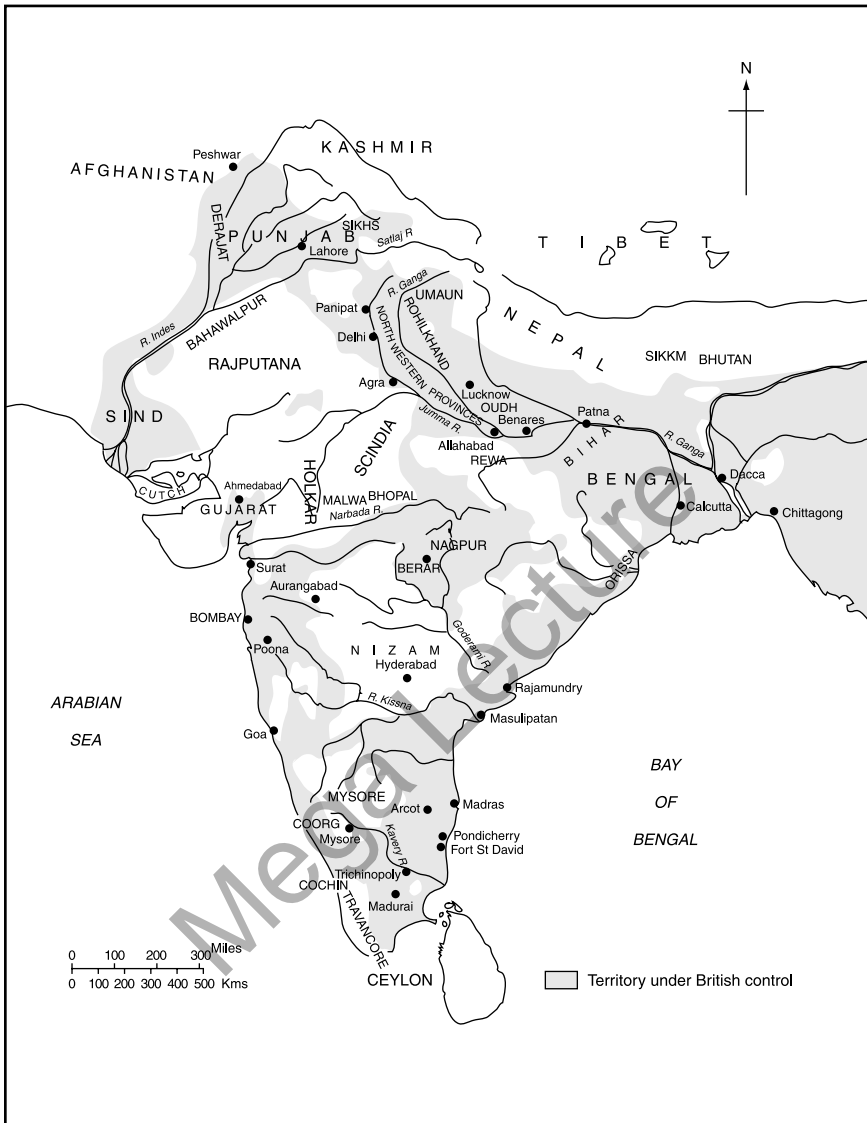 N
KASHMIR
Peshwar
AFGHANISTAN
DERAJAT
SIKHS
PUNJAB
Satlaj R
Lahore
TIBET
R. Ganga
UMAUN
Panipat
ROHILKHAND
NEPAL
R. Indes
BAHAWALPUR
NORTH WESTERN PROVINCES
Delhi
SIKKM BHUTAN
RAJPUTANA
Agra
Lucknow
OUDH
SIND
Jumma R.
Benares
Patna
Allahabad
BIHAR
R. Ganga
REWA
SCINDIA
HOLKAR
BENGAL
Dacca
CUTCH
Ahmedabad
GUJARAT
MALWA
BHOPAL
Narbada R.
Calcutta
Chittagong
NAGPUR
BERAR
ORISSA
Surat
Aurangabad
BOMBAY
Poona
NIZAM
Hyderabad
Goderami R.
Rajamundry
R. Kissna
Masulipatan
ARABIAN
SEA
Goa
BAY
OF
BENGAL
MYSORE
Arcot
Madras
COORG
Mysore
Kavery R.
Pondicherry
Fort St David
Trichinopoly
COCHIN
Madurai
TRAVANCORE
CEYLON
0 100 200 300 Miles
0 100 200 300 400 500 Kms
Territory under British control
Mega Lecture